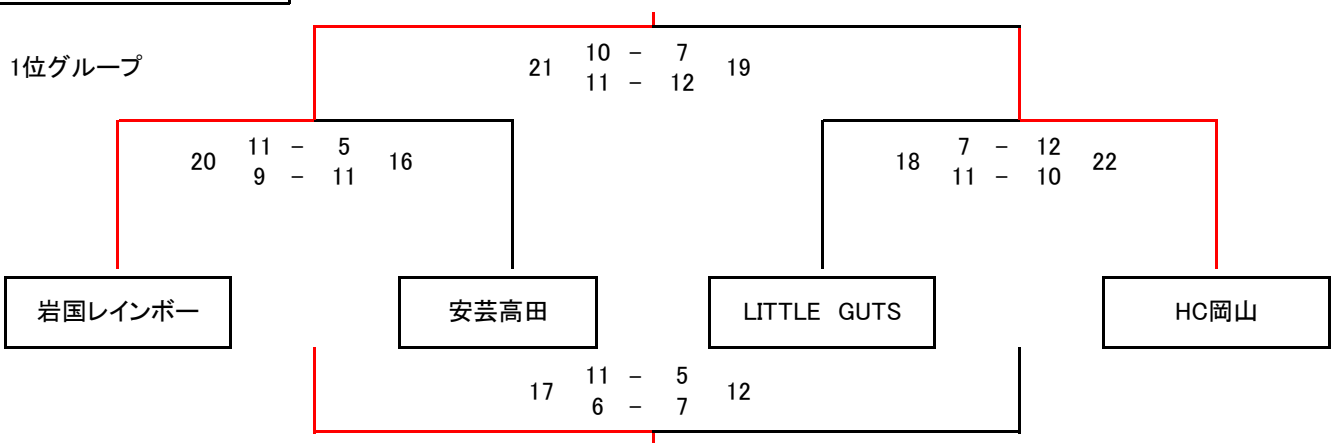 1位グループ
21 10 － 7 19
11 － 12
20 11 － 5 16
9 － 11
18 7 － 12 22
11 － 10
岩国レインボー
安芸高田
LITTLE GUTS
HC岡山
17 11 － 5 12
6 － 7